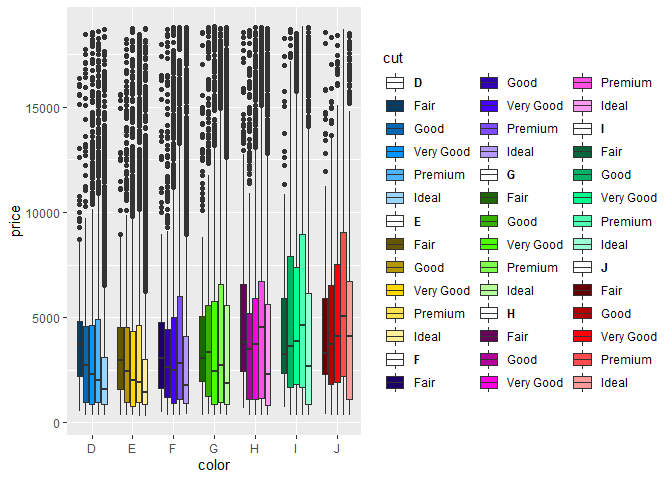 15000
10000
5000
0
price
D
E
F
G
H
I
J
color
cut
D
Fair
Good
Very Good
Premium
Ideal
E
Fair
Good
Very Good
Premium
Ideal
F
Fair
Good
Very Good
Premium
Ideal
G
Fair
Good
Very Good
Premium
Ideal
H
Fair
Good
Very Good
Premium
Ideal
I
Fair
Good
Very Good
Premium
Ideal
J
Fair
Good
Very Good
Premium
Ideal